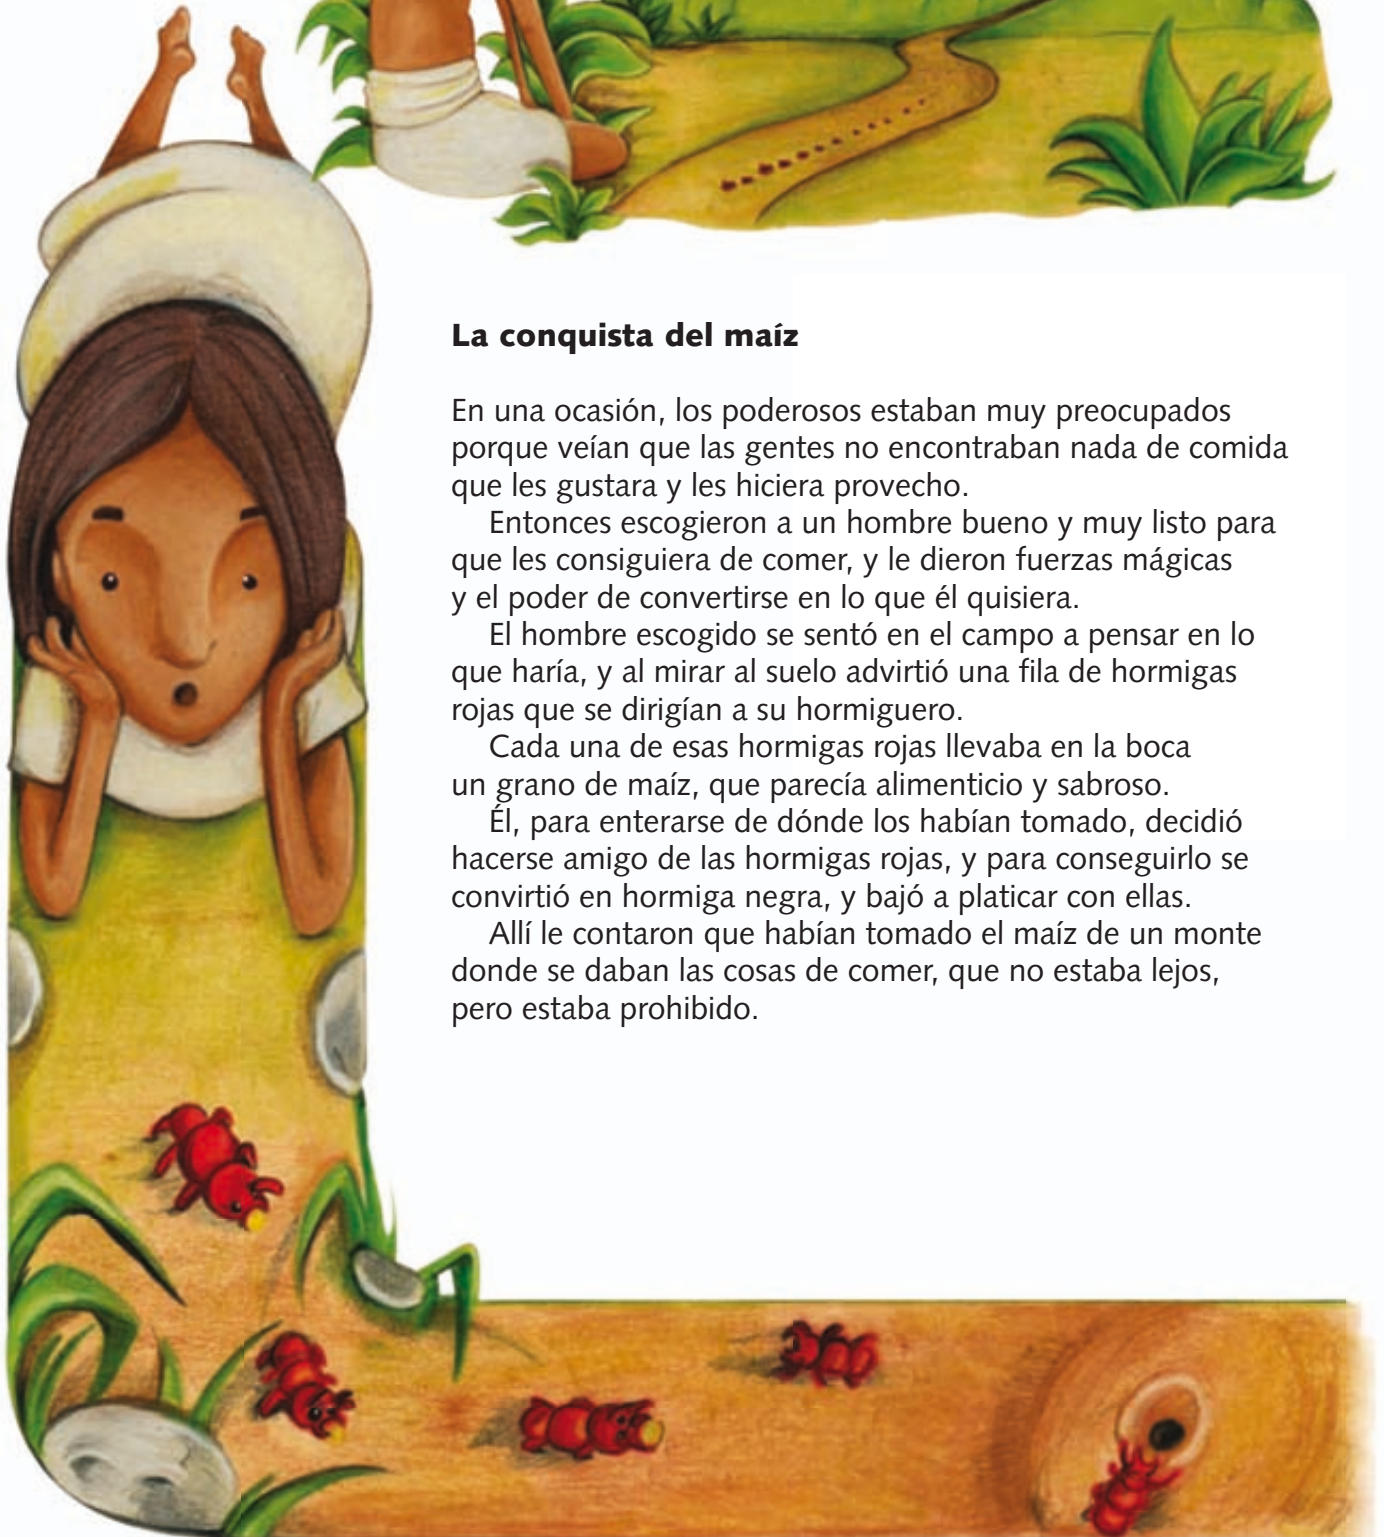 La conquista del maíz
En una ocasión, los poderosos estaban muy preocupados
porque veían que las gentes no encontraban nada de comida
que les gustara y les hiciera provecho.
Entonces escogieron a un hombre bueno y muy listo para
que les consiguiera de comer, y le dieron fuerzas mágicas
y el poder de convertirse en lo que él quisiera.
El hombre escogido se sentó en el campo a pensar en lo
que haría, y al mirar al suelo advirtió una fila de hormigas
rojas que se dirigían a su hormiguero.
Cada una de esas hormigas rojas llevaba en la boca
un grano de maíz, que parecía alimenticio y sabroso.
Él, para enterarse de dónde los habían tomado, decidió
hacerse amigo de las hormigas rojas, y para conseguirlo se
convirtió en hormiga negra, y bajó a platicar con ellas.
Allí le contaron que habían tomado el maíz de un monte
donde se daban las cosas de comer, que no estaba lejos,
pero estaba prohibido.